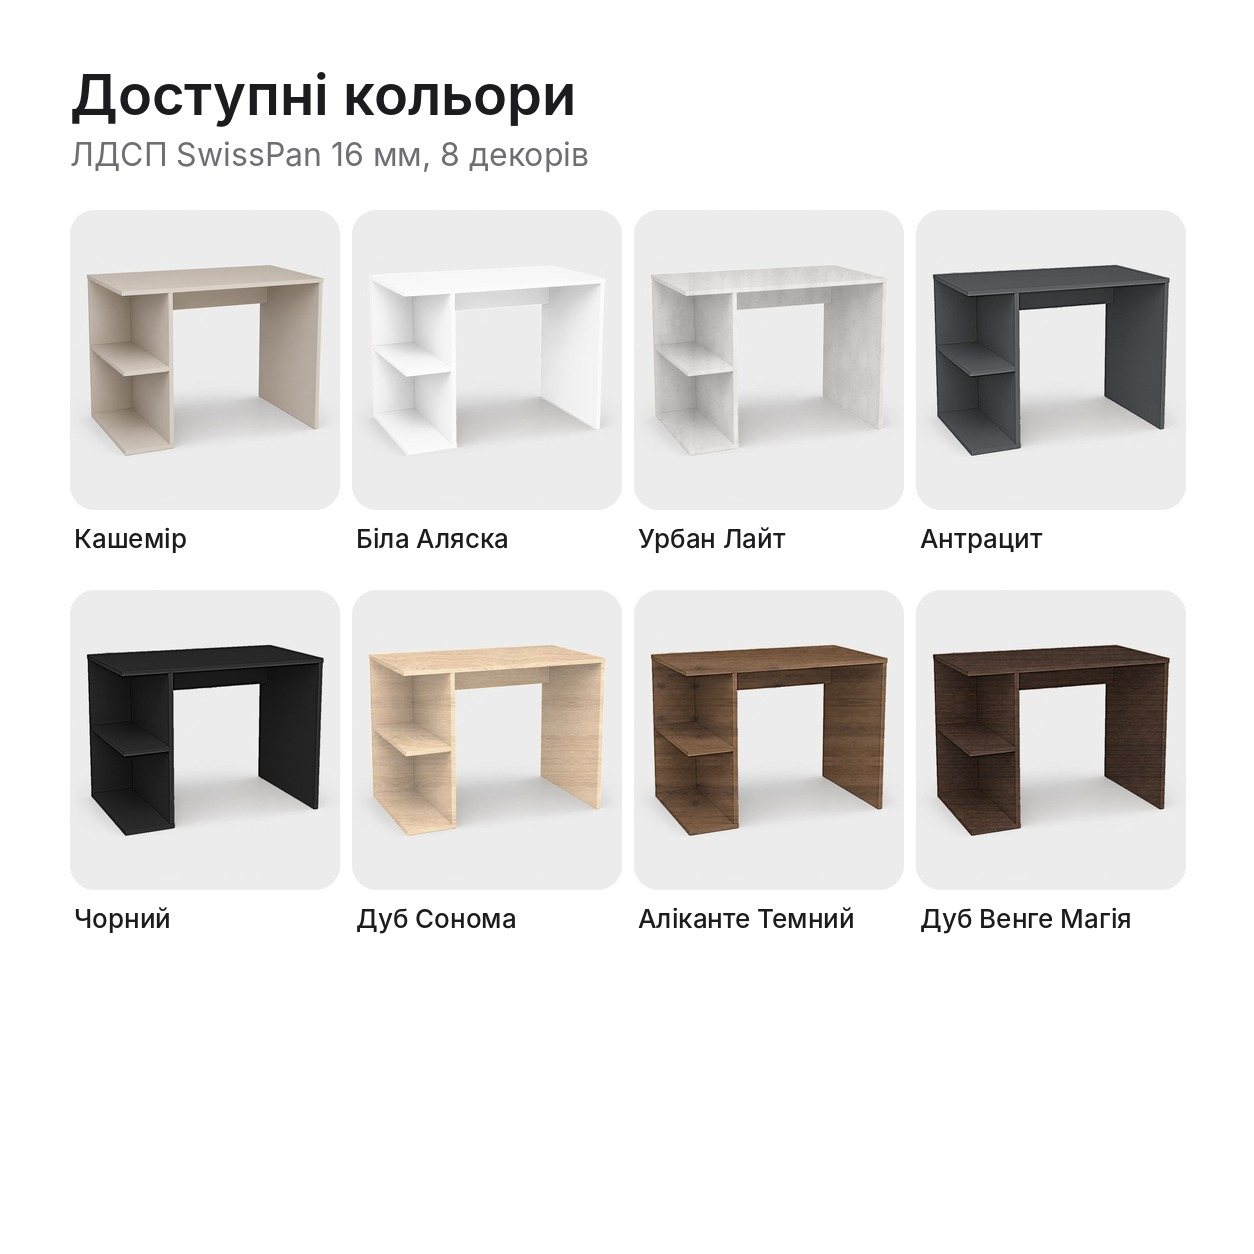 Доступні кольори
ЛДСП SwissPan 16 мм, 8 декорів
Кашемір
Біла Аляска
Урбан Лайт
Антрацит
Чорний
Дуб Сонома
Аліканте Темний
Дуб Венге Магія